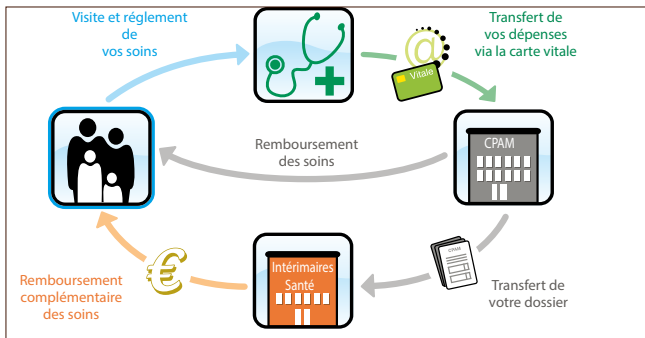 Visite et réglement
de
vos soins
Transfert de
vos dépenses
via la carte vitale
@
Vitale
CPAM
Remboursement
des soins
CPAM
Intérimaires
Santé
€
Remboursement
complémentaire
des soins
Transfert de
votre dossier